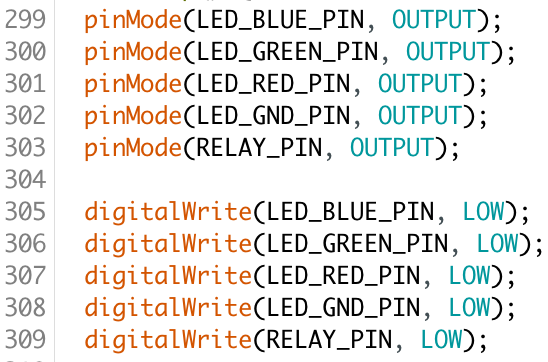 299 pinMode(LED_BLUE_PIN, OUTPUT);
300 pinMode(LED_GREEN_PIN, OUTPUT);
301 pinMode(LED_RED_PIN, OUTPUT);
302 pinMode(LED_GND_PIN, OUTPUT);
303 pinMode(RELAY_PIN, OUTPUT);
304
305 digitalWrite(LED_BLUE_PIN, LOW);
306 digitalWrite(LED_GREEN_PIN, LOW);
307 digitalWrite(LED_RED_PIN, LOW);
308 digitalWrite(LED_GND_PIN, LOW);
309 digitalWrite(RELAY_PIN, LOW);